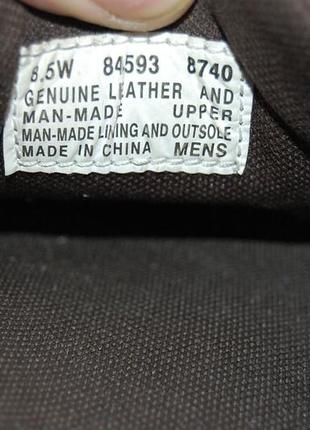 8.5W 84593 8740
GENUINE LEATHER AND
MAN-MADE UPPER
MAN-MADE LINING AND OUTSOLE
MADE IN CHINA MENS